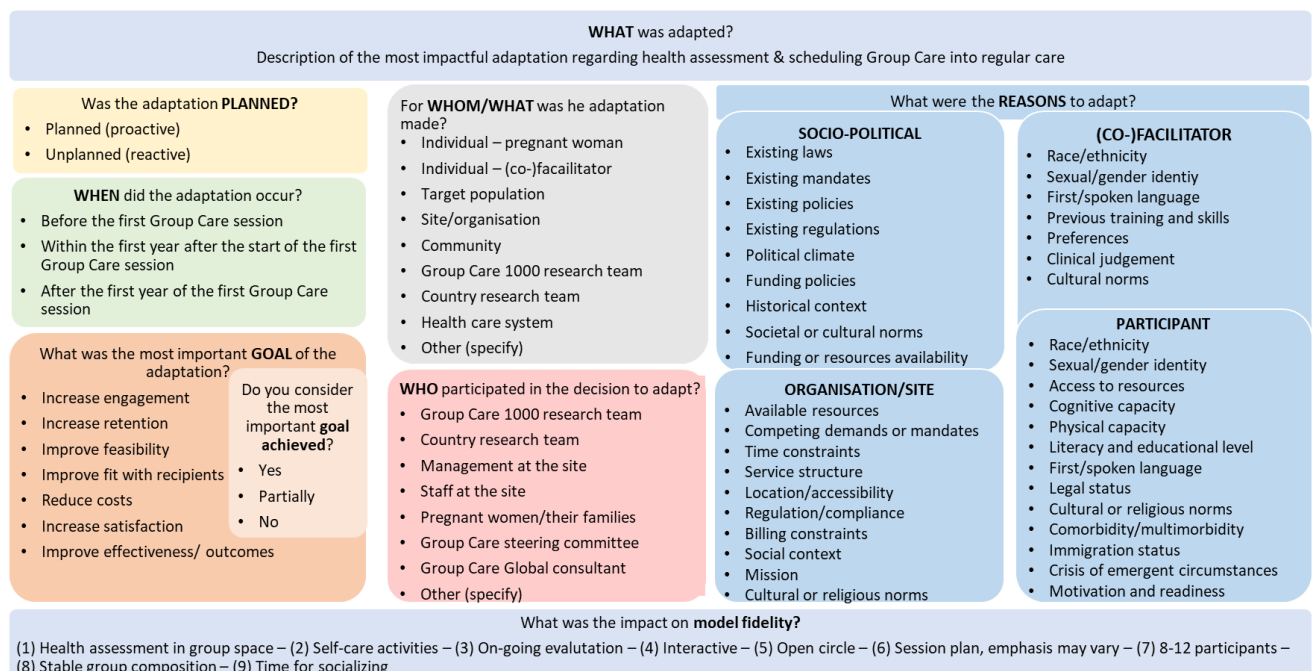 WHAT was adapted?
Description of the most impactful adaptation regarding health assessment & scheduling Group Care into regular care
Was the adaptation PLANNED?
• Planned (proactive)
• Unplanned (reactive)
WHEN did the adaptation occur?
• Before the first Group Care session
• Within the first year after the start of the first
Group Care session
• After the first year of the first Group Care
session
What was the most important GOAL of the
adaptation?
• Increase engagement
• Increase retention
• Improve feasibility
• Improve fit with recipients
• Reduce costs
• Increase satisfaction
• Improve effectiveness/ outcomes
Do you consider
the most
important goal
achieved?
• Yes
• Partially
• No
For WHOM/WHAT was he adaptation
made?
• Individual – pregnant woman
• Individual – (co-)facailitator
• Target population
• Site/organisation
• Community
• Group Care 1000 research team
• Country research team
• Health care system
• Other (specify)
WHO participated in the decision to adapt?
• Group Care 1000 research team
• Country research team
• Management at the site
• Staff at the site
• Pregnant women/their families
• Group Care steering committee
• Group Care Global consultant
• Other (specify)
What were the REASONS to adapt?
SOCIO-POLITICAL
• Existing laws
• Existing mandates
• Existing policies
• Existing regulations
• Political climate
• Funding policies
• Historical context
• Societal or cultural norms
• Funding or resources availability
ORGANISATION/SITE
• Available resources
• Competing demands or mandates
• Time constraints
• Service structure
• Location/accessibility
• Regulation/compliance
• Billing constraints
• Social context
• Mission
• Cultural or religious norms
(CO-)FACILITATOR
• Race/ethnicity
• Sexual/gender identiy
• First/spoken language
• Previous training and skills
• Preferences
• Clinical judgement
• Cultural norms
PARTICIPANT
• Race/ethnicity
• Sexual/gender identity
• Access to resources
• Cognitive capacity
• Physical capacity
• Literacy and educational level
• First/spoken language
• Legal status
• Cultural or religious norms
• Comorbidity/multimorbidity
• Immigration status
• Crisis of emergent circumstances
• Motivation and readiness
What was the impact on model fidelity?
(1) Health assessment in group space – (2) Self-care activities – (3) On-going evalutation – (4) Interactive – (5) Open circle – (6) Session plan, emphasis may vary – (7) 8-12 participants –
(8) Stable group composition – (9) Time for socializing